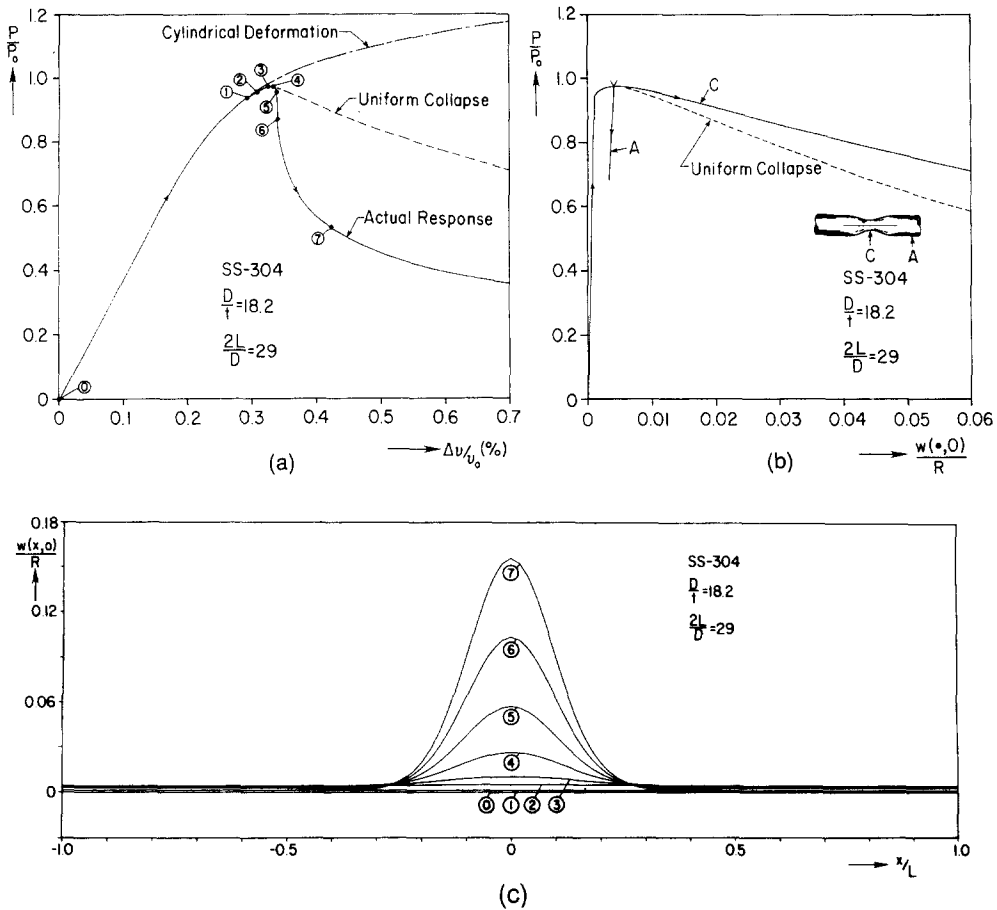 1.2
P/P₀
1.0
0.8
0.6
0.4
0.2
0
0
0.1
0.2
0.3
0.4
0.5
0.6
0.7
Cylindrical Deformation
③
②
④
①
⑤
Uniform Collapse
⑥
⑦
Actual Response
SS-304
D/t =18.2
2L/D = 29
⓪
Δυ/υ₀ (%)
(a)
1.2
P/P₀
1.0
0.8
0.6
0.4
0.2
0
0
0.01
0.02
0.03
0.04
0.05
0.06
C
A
Uniform Collapse
C
A
SS-304
D/t =18.2
2L/D = 29
w(•,0)/R
(b)
0.18
w(x,0)/R
0.12
0.06
0
-1.0
-0.5
0
0.5
1.0
⑦
⑥
⑤
④
⓪ ① ② ③
SS-304
D/t =18.2
2L/D =29
x/L
(c)